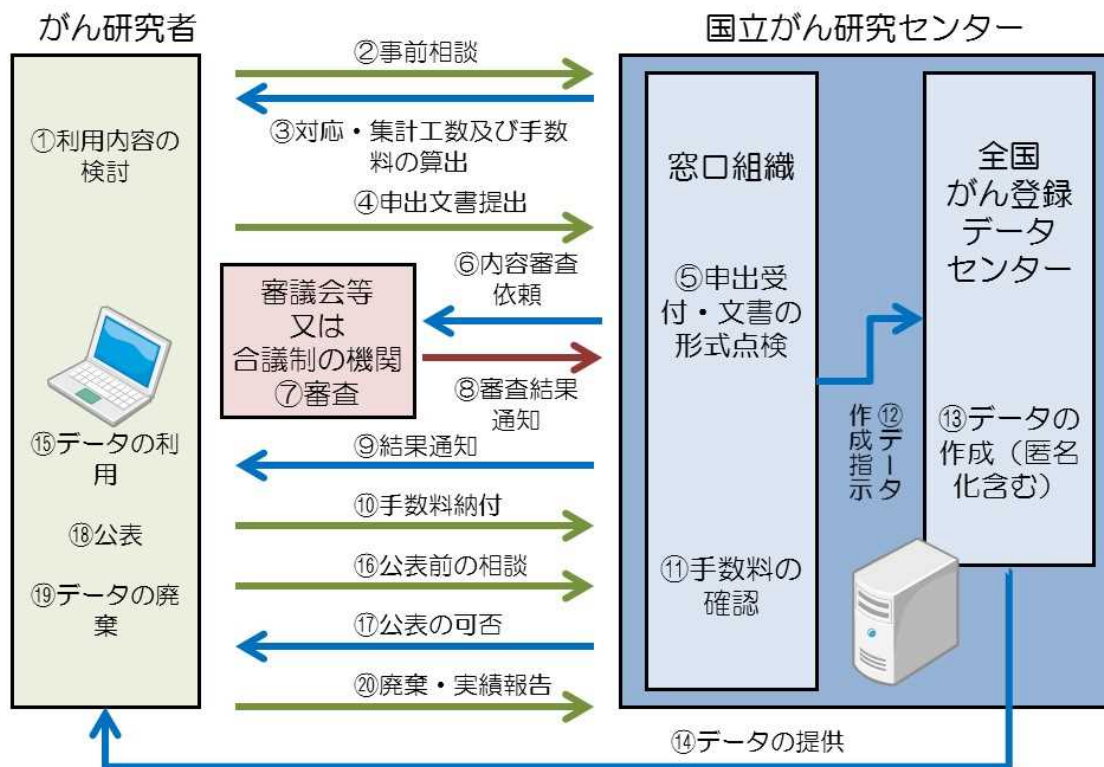 がん研究者
国立がん研究センター
②事前相談
①利用内容の
検討
③対応・集計工数及び手数
料の算出
④申出文書提出
窓口組織
全国
がん登録
データ
センター
⑥内容審査
依頼
審議会等
又は
合議制の機関
⑦審査
⑤申出受
付・文書の
形式点検
⑧審査結果
通知
⑫データ
作成指示
⑬データの
作成(匿名
化含む)
⑮データの利
用
⑨結果通知
⑩手数料納付
⑱公表
⑯公表前の相談
⑪手数料の
確認
⑲データの廃
棄
⑰公表の可否
⑳廃棄・実績報告
⑭データの提供